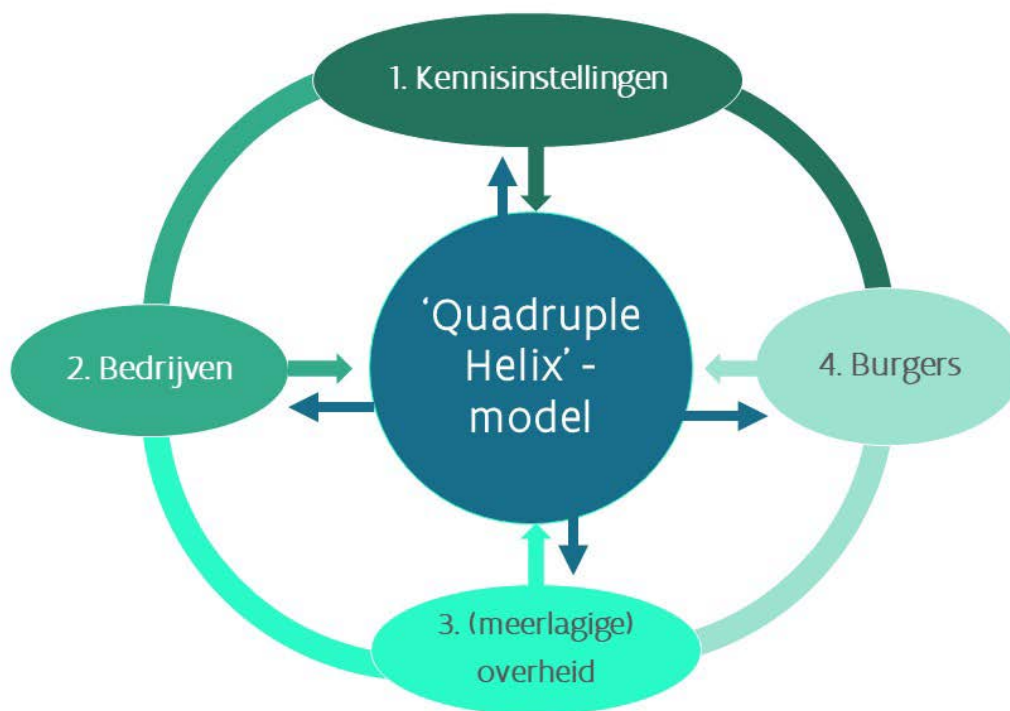 1. Kennisinstellingen
2. Bedrijven
‘Quadruple
Helix’ -
model
4. Burgers
3. (meerlagige)
overheid